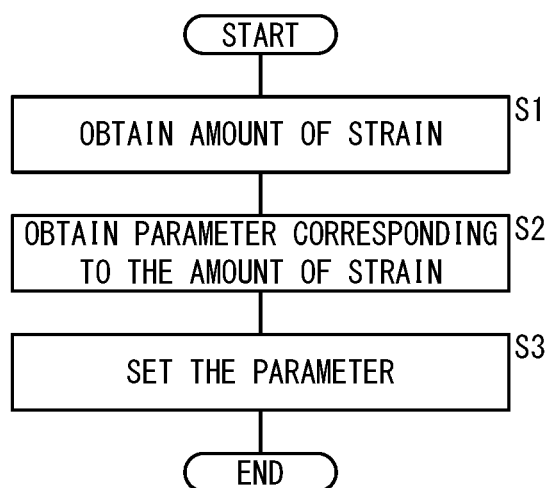 START
OBTAIN AMOUNT OF STRAIN
S1
OBTAIN PARAMETER CORRESPONDING
TO THE AMOUNT OF STRAIN
S2
SET THE PARAMETER
S3
END